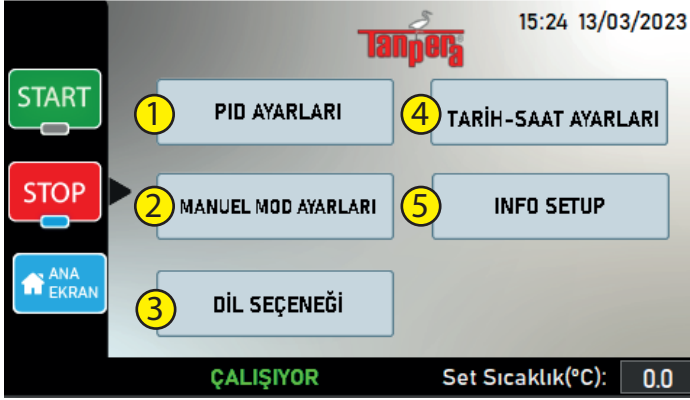 Tanpera
15:24 13/03/2023
START
STOP
ANA
EKRAN
1
PID AYARLARI
2
MANUEL MOD AYARLARI
3
DİL SEÇENEĞİ
4
TARİH-SAAT AYARLARI
5
INFO SETUP
ÇALIŞIYOR
Set Sıcaklık(°C):
0.0